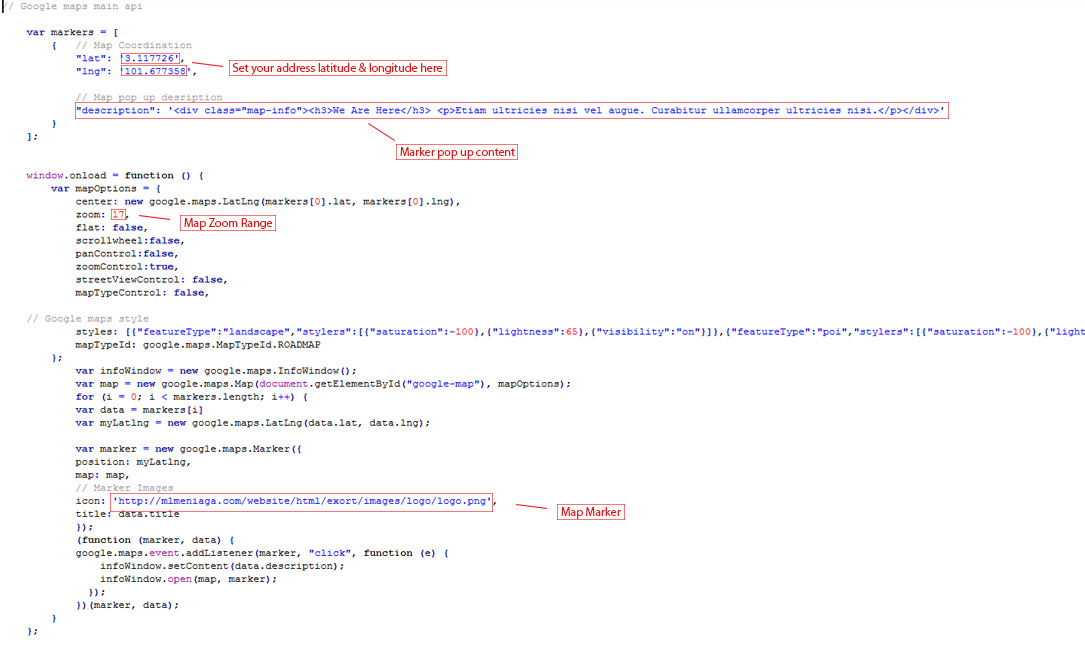 // Google maps main api
var markers = [
{ // Map Coordination
"lat": '3.117726',
"lng": '101.677358',
Set your address latitude & longitude here
// Map pop up desription
"description": '<div class="map-info"><h3>We Are Here</h3> <p>Etiam ultricies nisi vel augue. Curabitur ullamcorper ultricies nisi.</p></div>'
}
];
Marker pop up content
window.onload = function () {
var mapOptions = {
center: new google.maps.LatLng(markers[0].lat, markers[0].lng),
zoom: 17,
Map Zoom Range
flat: false,
scrollwheel:false,
panControl:false,
zoomControl:true,
streetViewControl: false,
mapTypeControl: false,
// Google maps style
styles: [{"featureType":"landscape","stylers":[{"saturation":-100},{"lightness":65},{"visibility":"on"}]},{"featureType":"poi","stylers":[{"saturation":-100},{"light
mapTypeId: google.maps.MapTypeId.ROADMAP
};
var infoWindow = new google.maps.InfoWindow();
var map = new google.maps.Map(document.getElementById("google-map"), mapOptions);
for (i = 0; i < markers.length; i++) {
var data = markers[i]
var myLatlng = new google.maps.LatLng(data.lat, data.lng);
var marker = new google.maps.Marker({
position: myLatlng,
map: map,
// Marker Images
icon: 'http://mlmeniaga.com/website/html/exort/images/logo/logo.png',
Map Marker
title: data.title
});
(function (marker, data) {
google.maps.event.addListener(marker, "click", function (e) {
infoWindow.setContent(data.description);
infoWindow.open(map, marker);
});
})(marker, data);
}
};